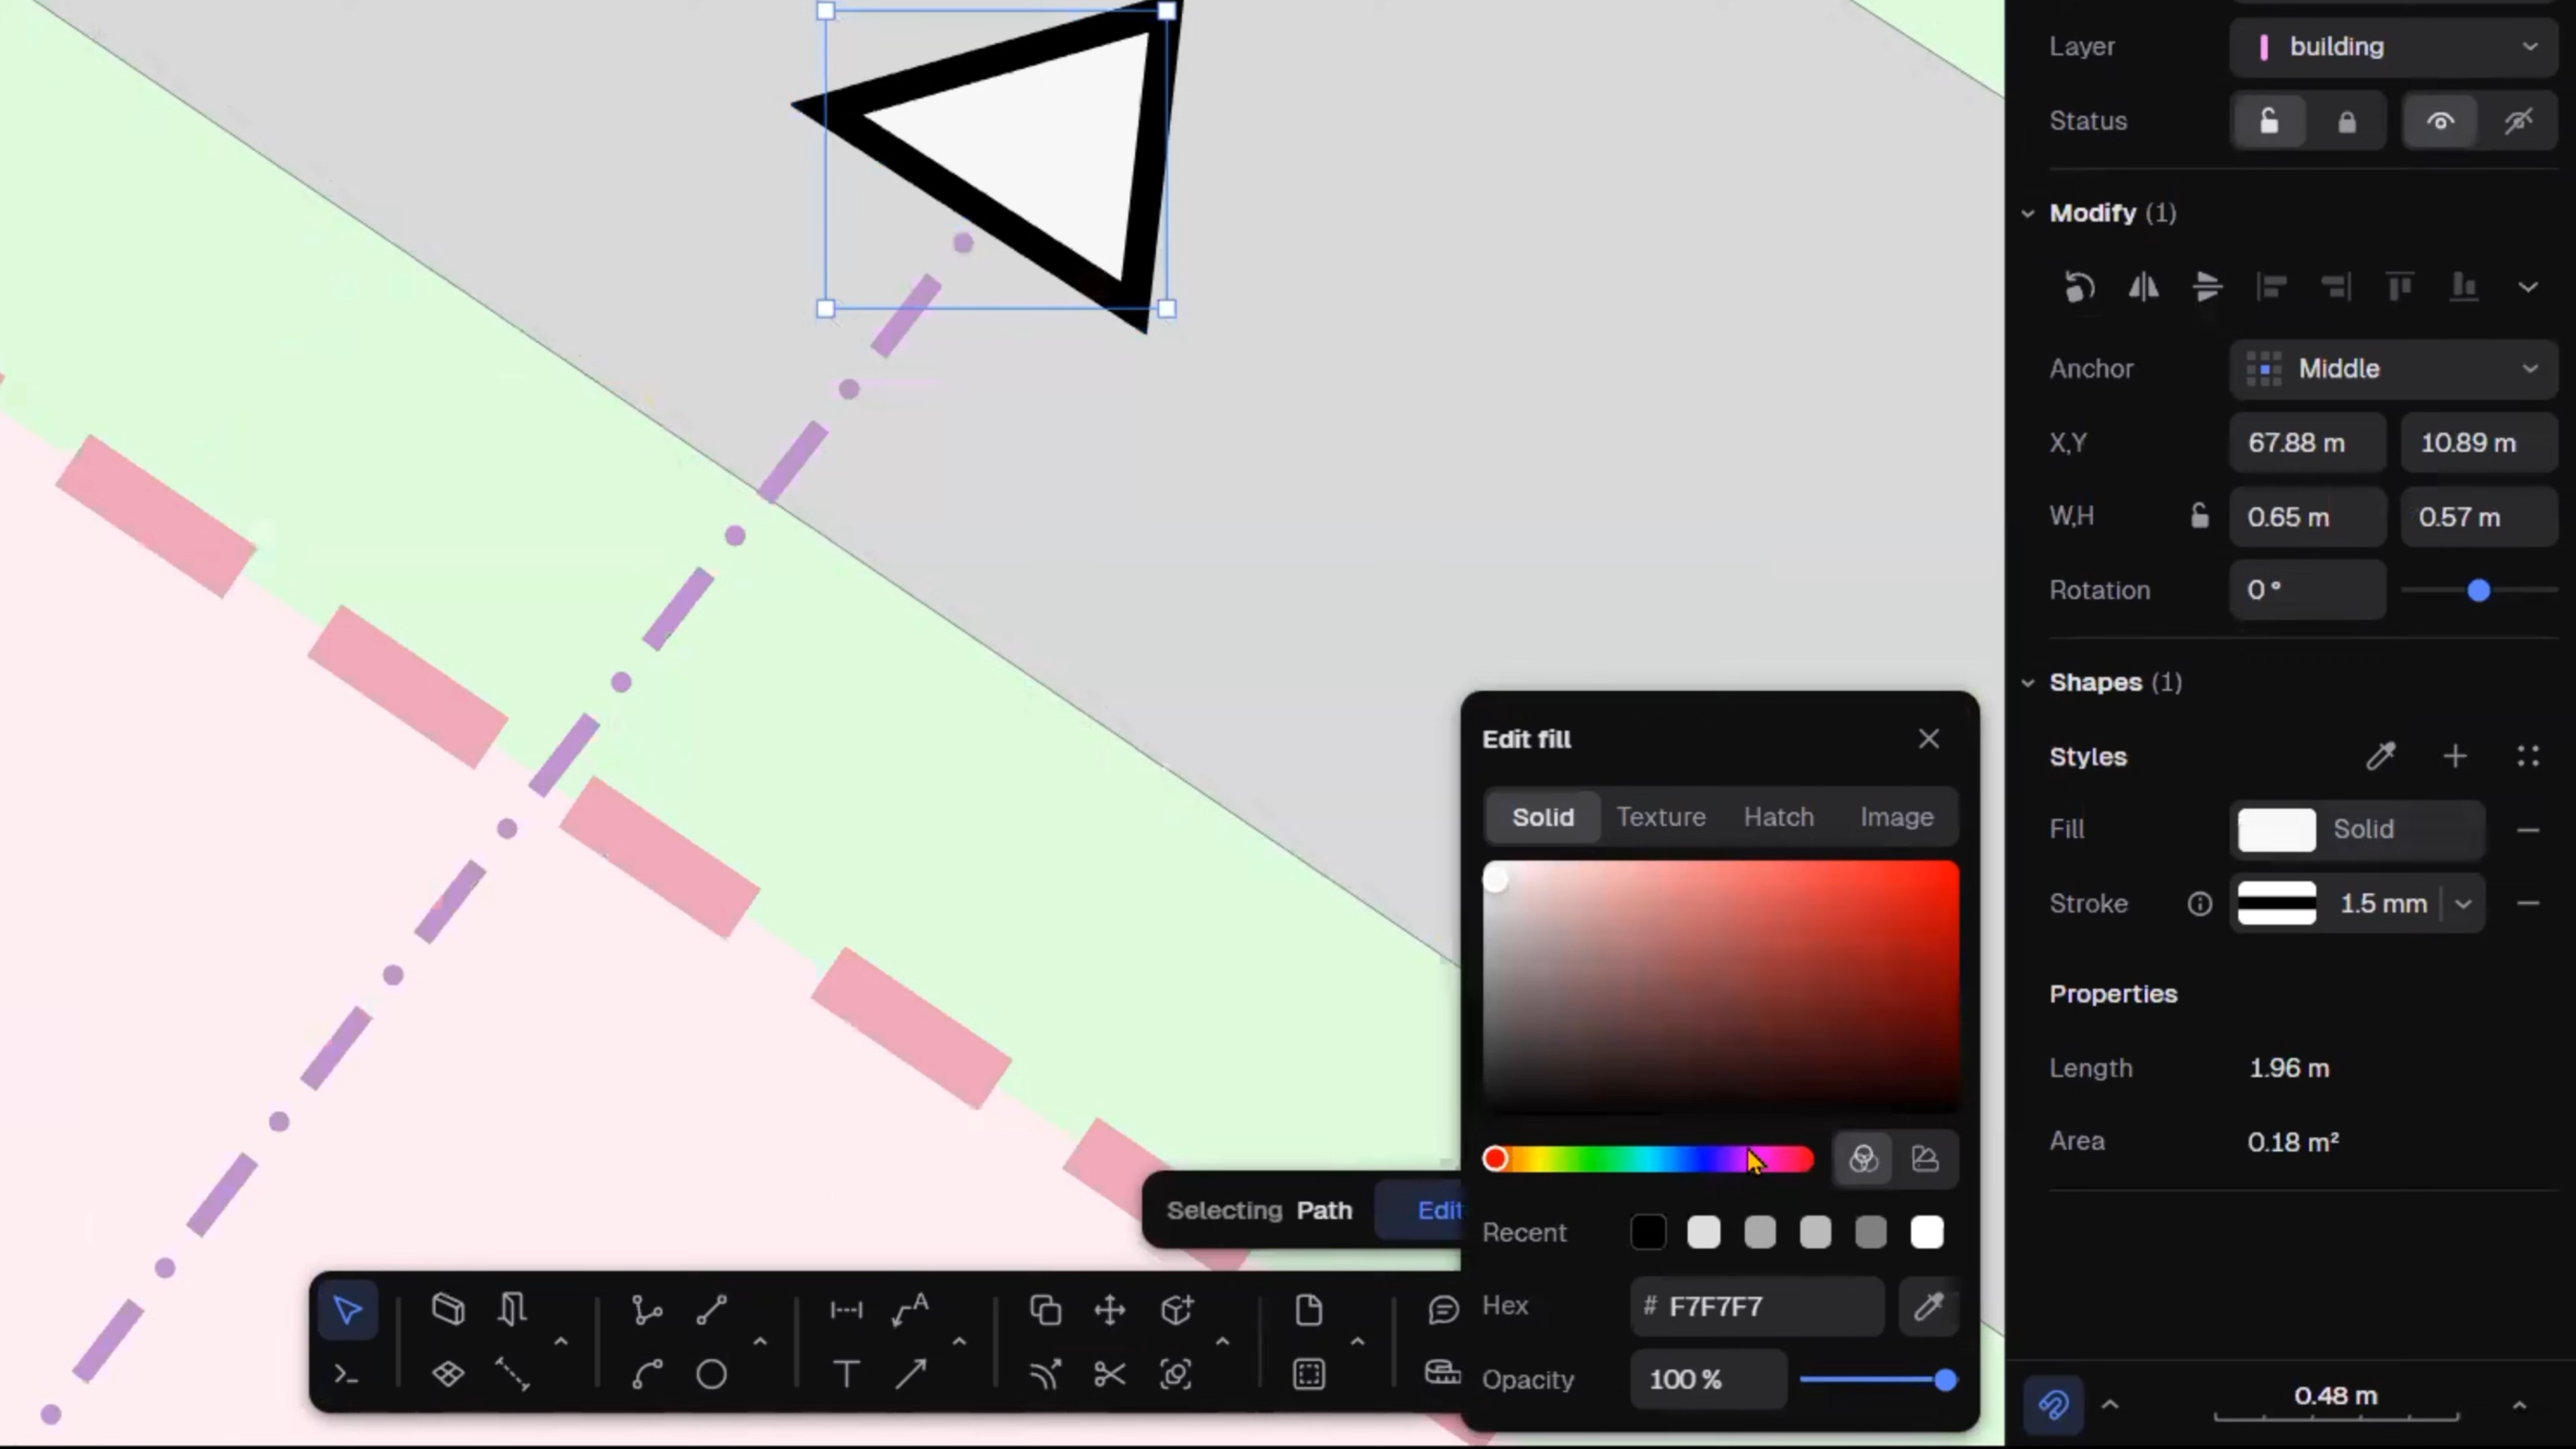 Layer building
Status
Modify (1)
Anchor Middle
X,Y 67.88 m 10.89 m
W,H 0.65 m 0.57 m
Rotation 0 °
Shapes (1)
Styles
Fill Solid
Stroke 1.5 mm
Properties
Length 1.96 m
Area 0.18 m²
0.48 m
Edit fill
Solid Texture Hatch Image
Recent
Hex # F7F7F7
Opacity 100 %
Selecting Path Edit